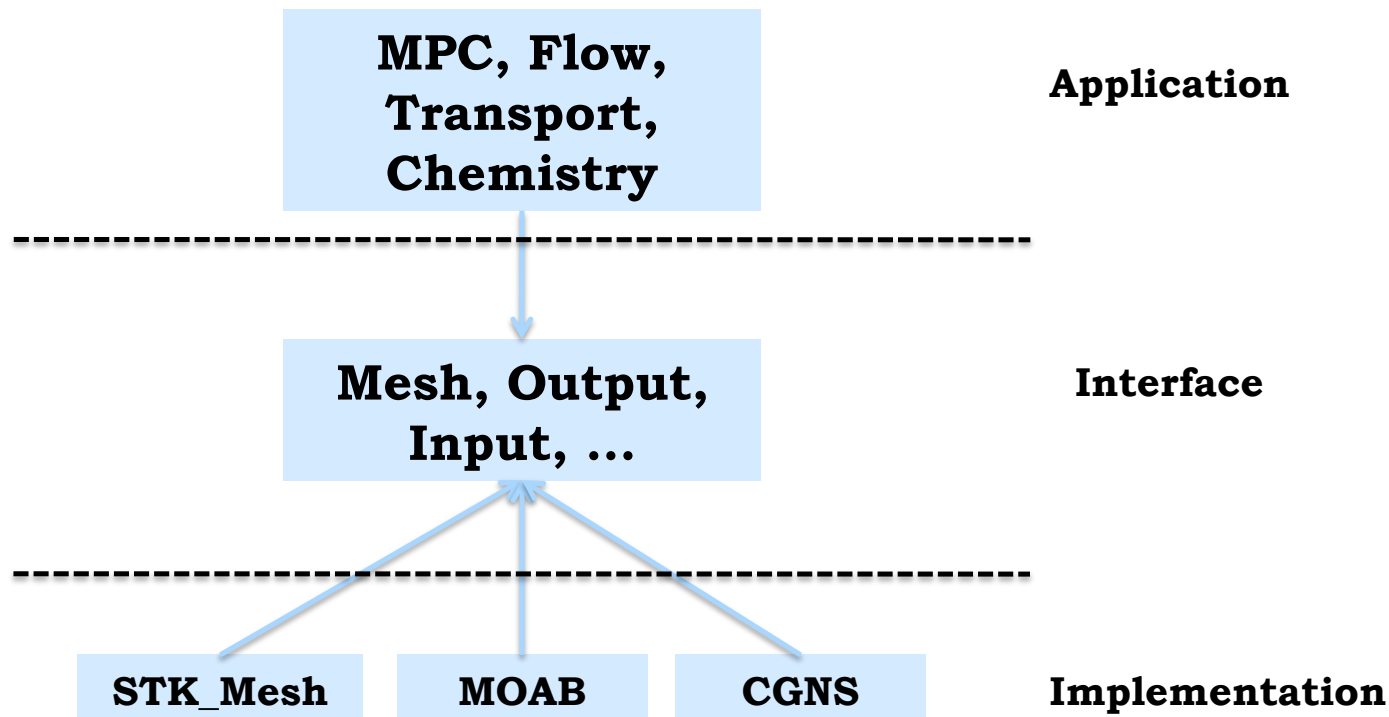 MPC, Flow,
Transport,
Chemistry
Application
Mesh, Output,
Input, ...
Interface
STK_Mesh
MOAB
CGNS
Implementation